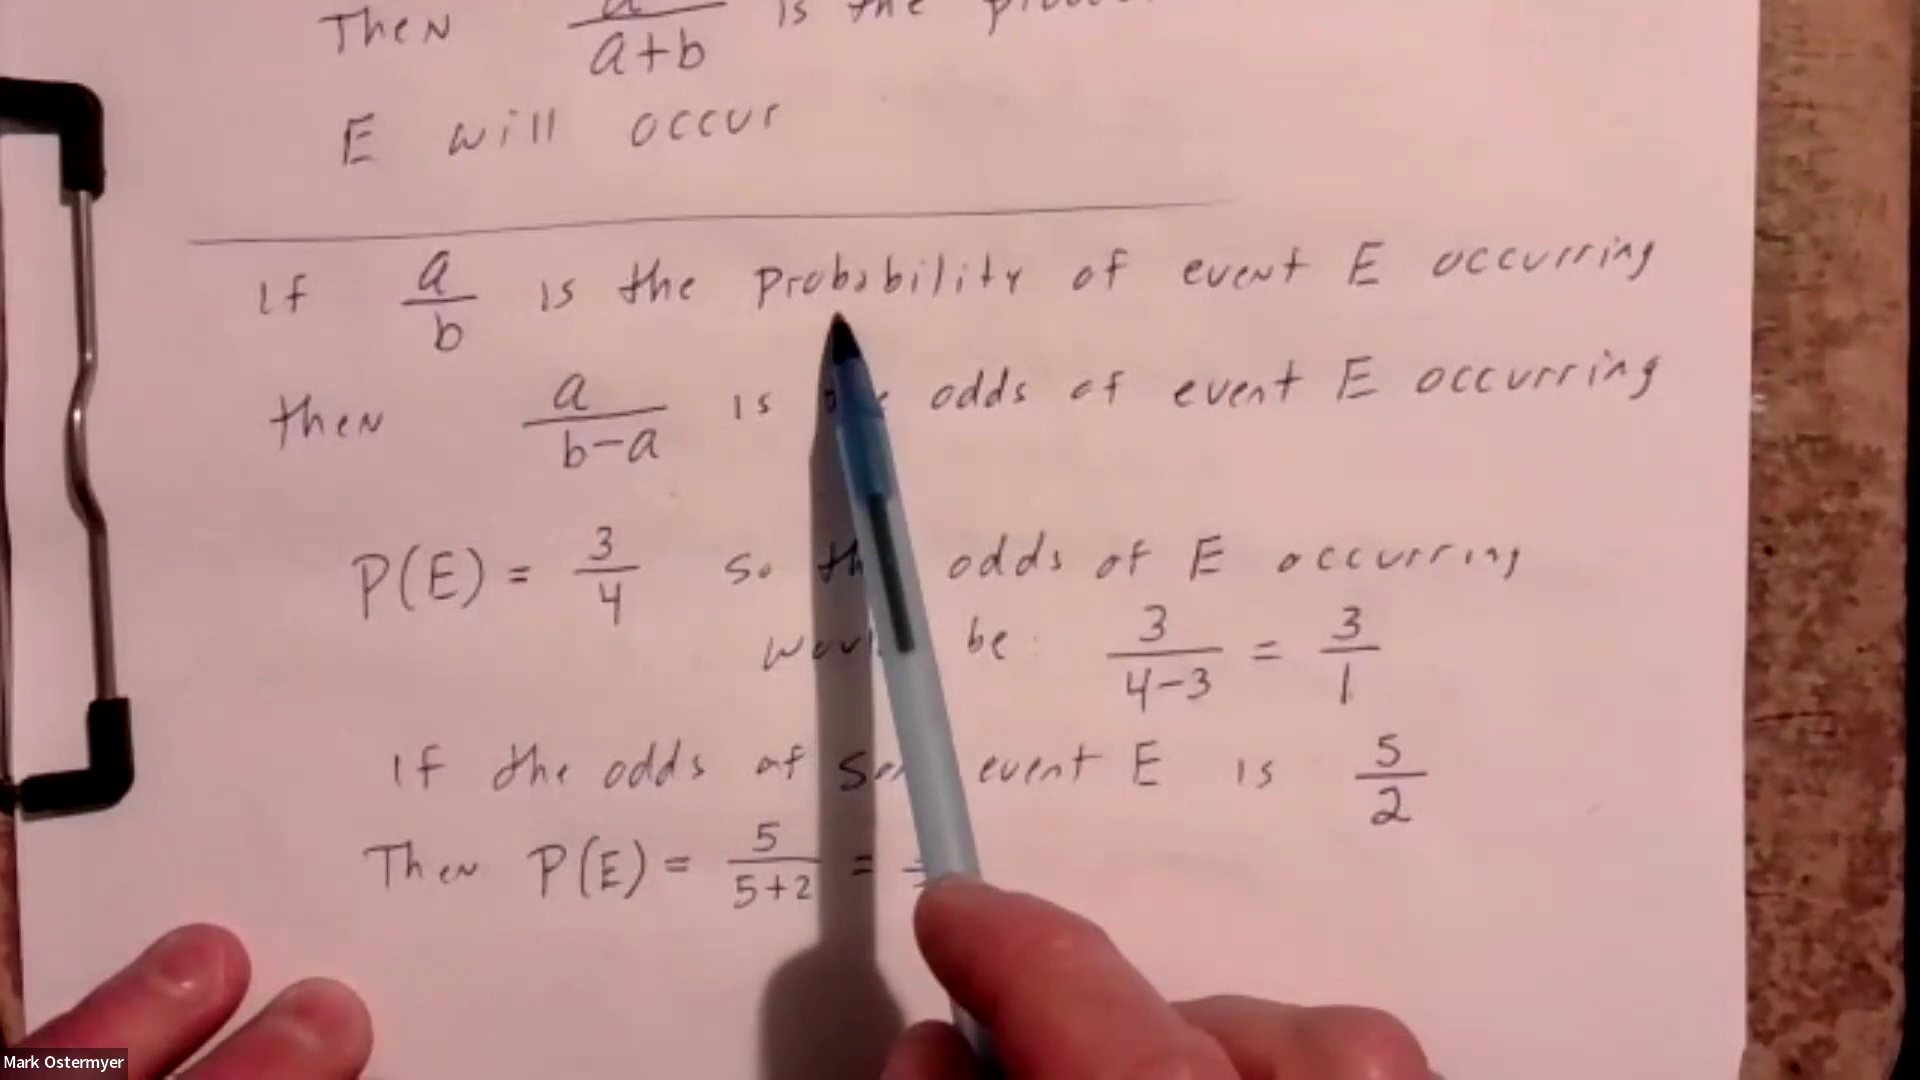 Then a/a+b is the
E will occur
If a/b is the probability of event E occurring
then a/b-a is odds of event E occurring
P(E) = 3/4 So odds of E occurring
be: 3/4-3 = 3/1
If the odds of event E is 5/2
Then P(E) = 5/5+2 =
Mark Ostermyer